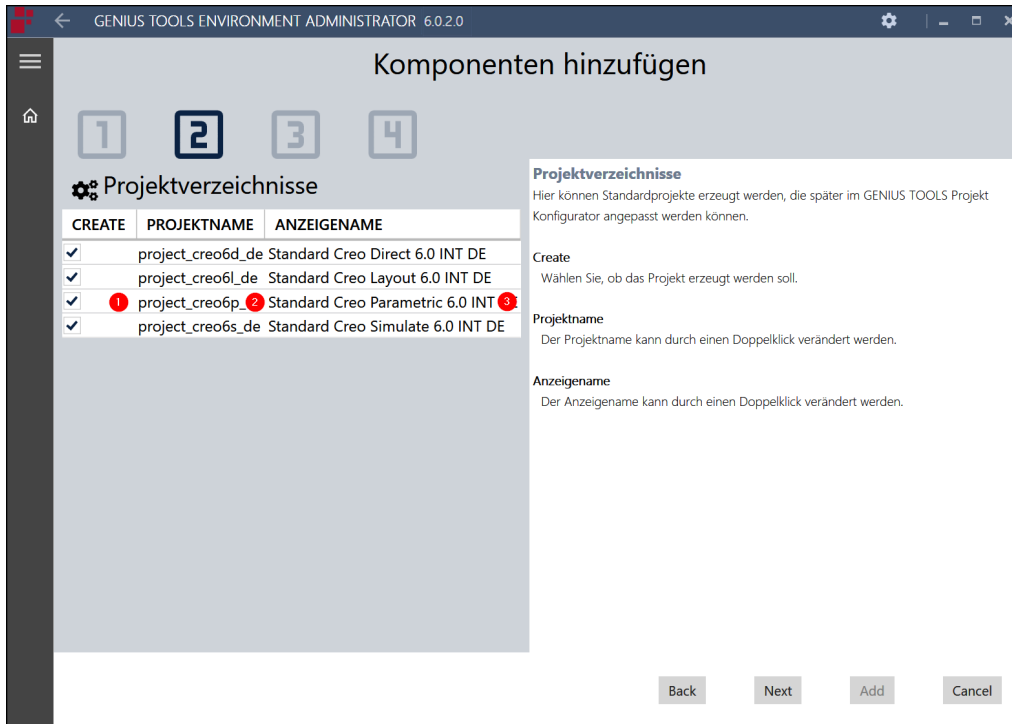 GENIUS TOOLS ENVIRONMENT ADMINISTRATOR 6.0.2.0
Komponenten hinzufügen
1 2 3 4
Projektverzeichnisse
CREATE PROJEKTNAME ANZEIGENAME
project_creo6d_de Standard Creo Direct 6.0 INT DE
project_creo6l_de Standard Creo Layout 6.0 INT DE
1 project_creo6p_ 2 Standard Creo Parametric 6.0 INT 3
project_creo6s_de Standard Creo Simulate 6.0 INT DE
Projektverzeichnisse
Hier können Standardprojekte erzeugt werden, die später im GENIUS TOOLS Projekt
Konfigurator angepasst werden können.
Create
Wählen Sie, ob das Projekt erzeugt werden soll.
Projektname
Der Projektname kann durch einen Doppelklick verändert werden.
Anzeigename
Der Anzeigename kann durch einen Doppelklick verändert werden.
Back Next Add Cancel